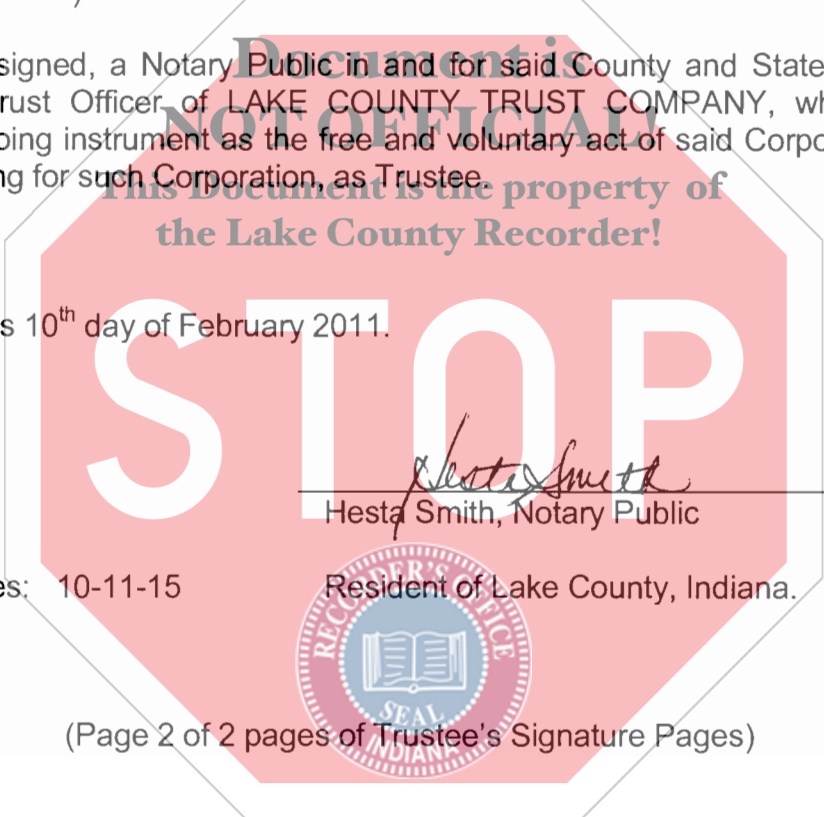 signed, a Notary Public in and for said County and State
rust Officer of LAKE COUNTY TRUST COMPANY, wh
oing instrument as the free and voluntary act of said Corpo
ng for such Corporation, as Trustee.
Document is
NOT OFFICIAL!
This Document is the property of
the Lake County Recorder!
s 10th day of February 2011.
STOP
Hesta Smith
Hesta Smith, Notary Public
es: 10-11-15
Resident of Lake County, Indiana.
RECORDER'S OFFICE
SEAL
INDIANA
(Page 2 of 2 pages of Trustee's Signature Pages)